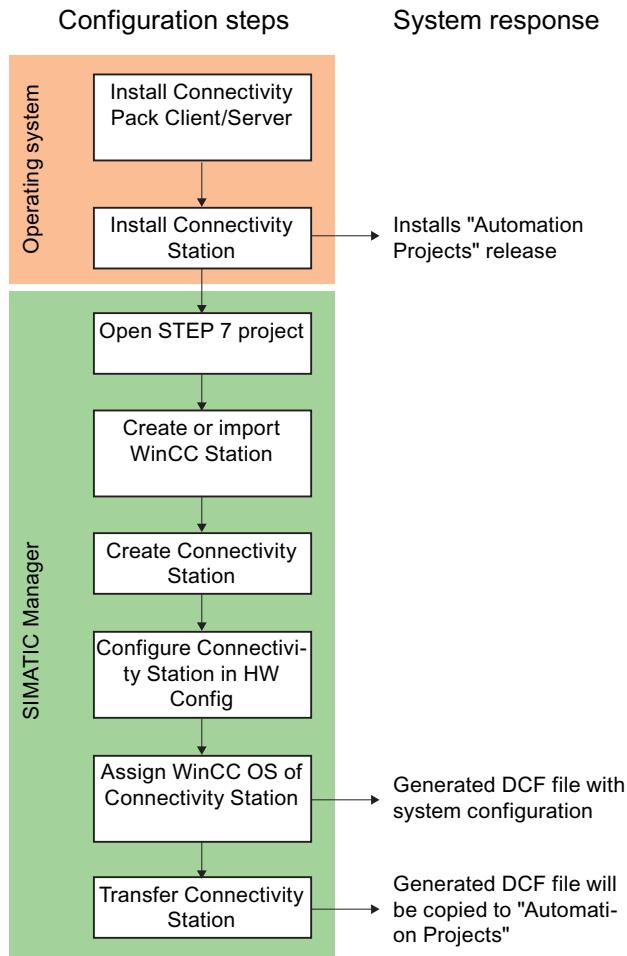 Configuration steps
System response
Operating system
Install Connectivity
Pack Client/Server
Install Connectivity
Station
Installs "Automation
Projects" release
SIMATIC Manager
Open STEP 7 project
Create or import
WinCC Station
Create Connectivity
Station
Configure Connectivi-
ty Station in HW
Config
Assign WinCC OS of
Connectivity Station
Generated DCF file with
system configuration
Transfer Connectivity
Station
Generated DCF file will
be copied to "Automati-
on Projects"